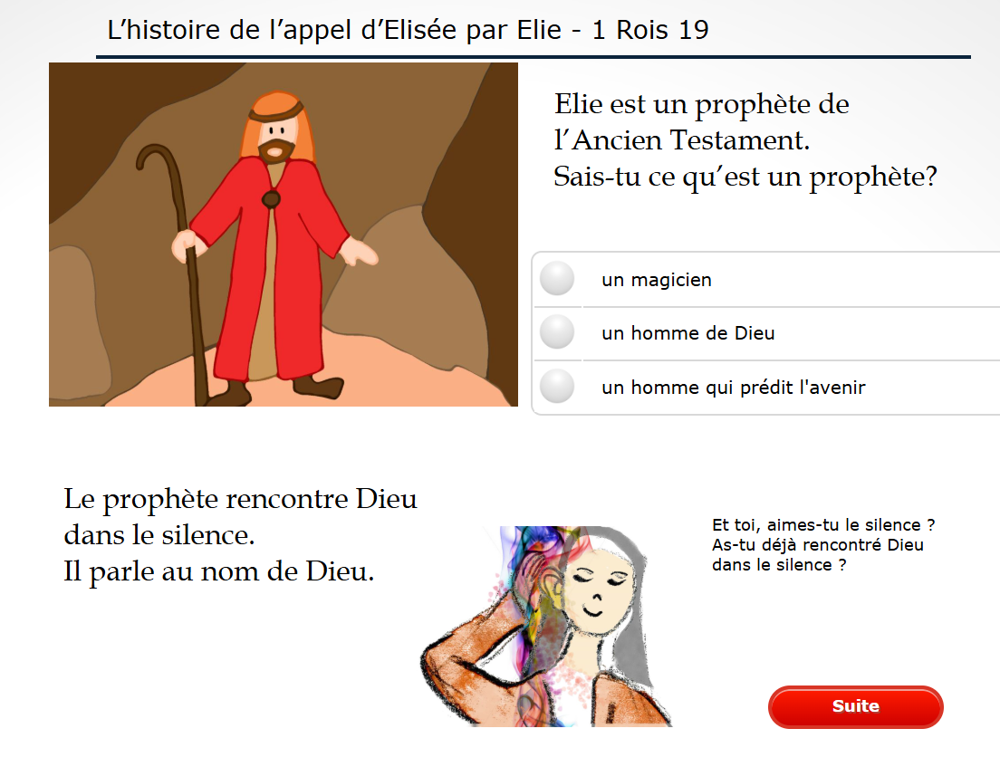 L’histoire de l’appel d’Elisée par Elie - 1 Rois 19
Elie est un prophète de
l’Ancien Testament.
Sais-tu ce qu’est un prophète?
un magicien
un homme de Dieu
un homme qui prédit l'avenir
Le prophète rencontre Dieu
dans le silence.
Il parle au nom de Dieu.
Et toi, aimes-tu le silence ?
As-tu déjà rencontré Dieu
dans le silence ?
Suite